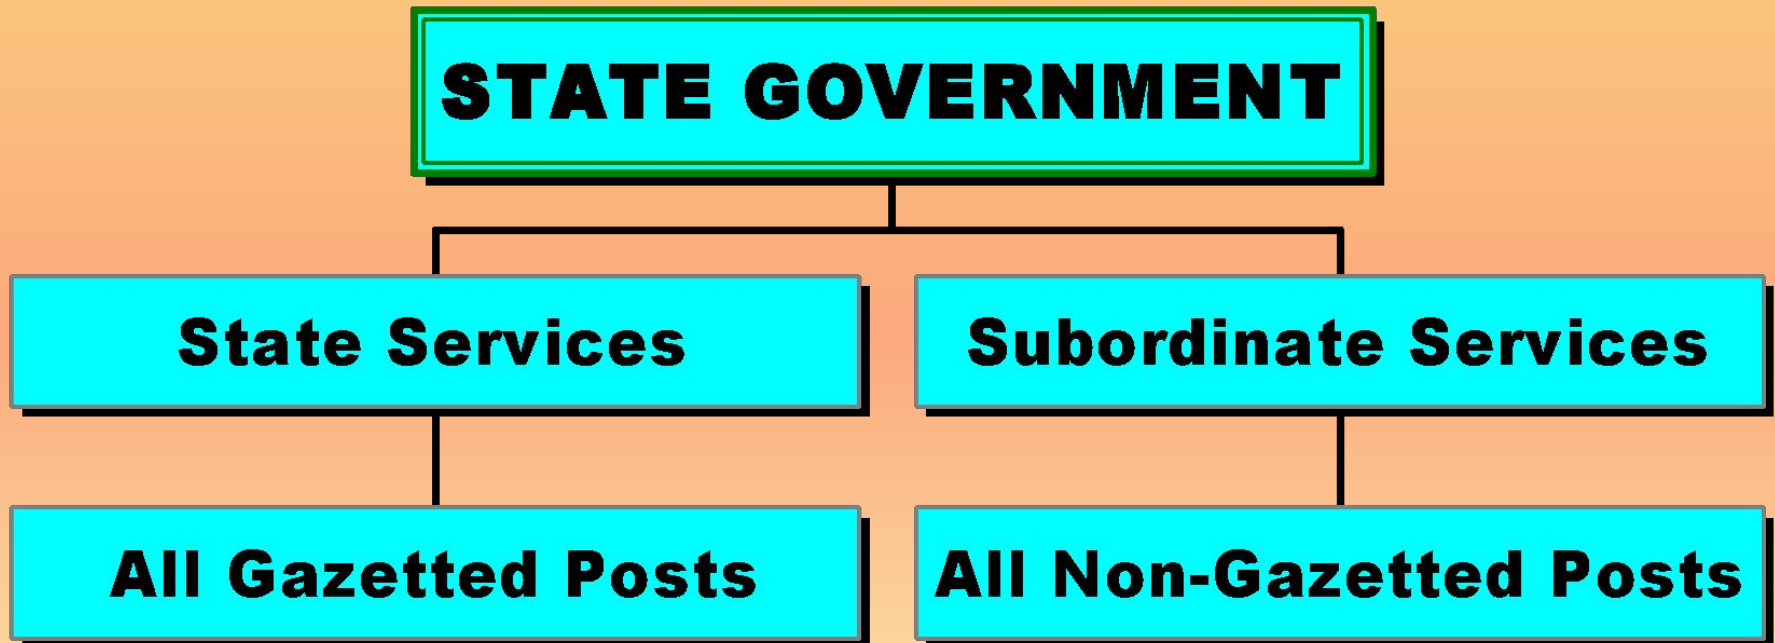 STATE GOVERNMENT
State Services
Subordinate Services
All Gazetted Posts
All Non-Gazetted Posts